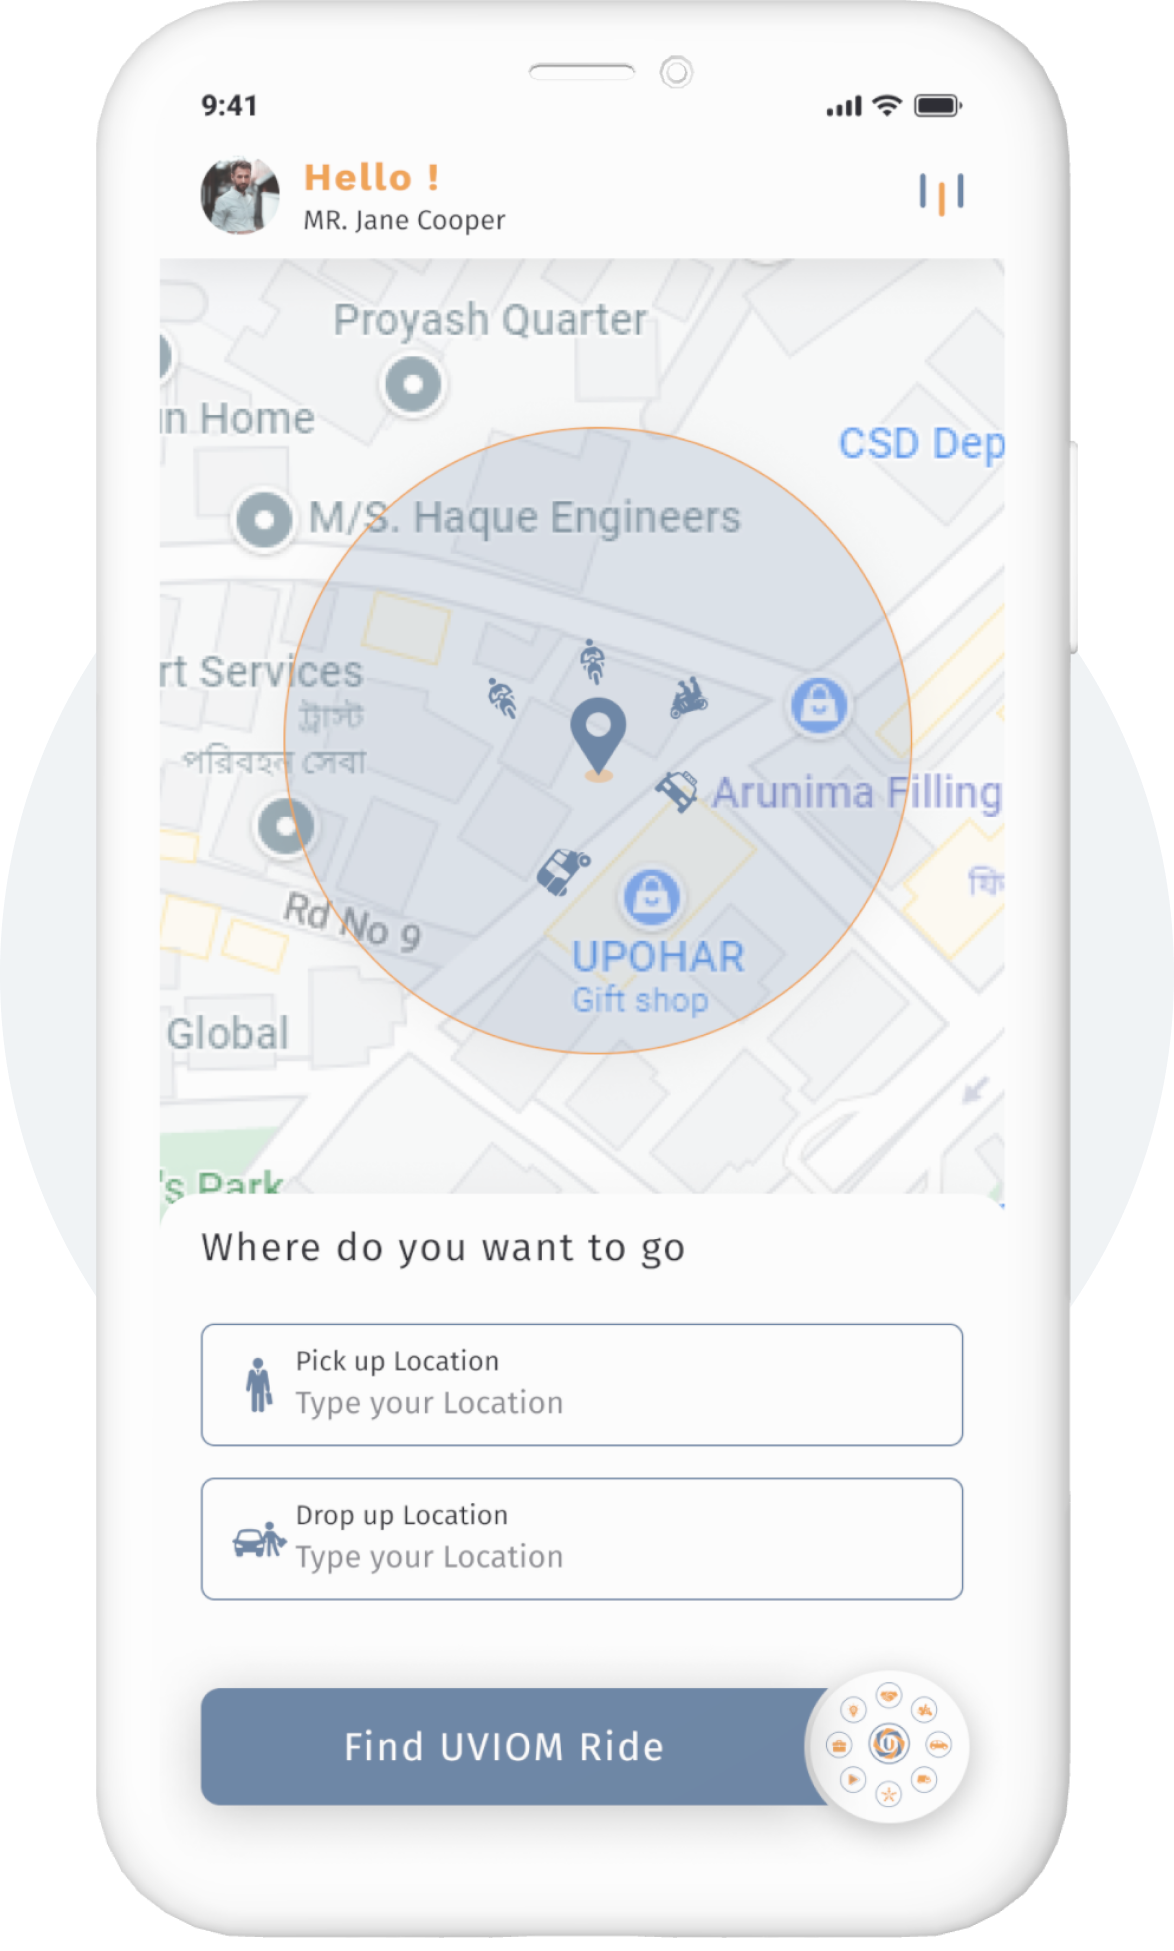 9:41
Hello !
MR. Jane Cooper
Proyash Quarter
in Home
CSD Dep
M/S. Haque Engineers
rt Services
ট্রাস্ট
পরিবহন সেবা
Arunima Filling
ফি
Rd No 9
UPOHAR
Gift shop
Global
's Park
Where do you want to go
Pick up Location
Type your Location
Drop up Location
Type your Location
Find UVIOM Ride